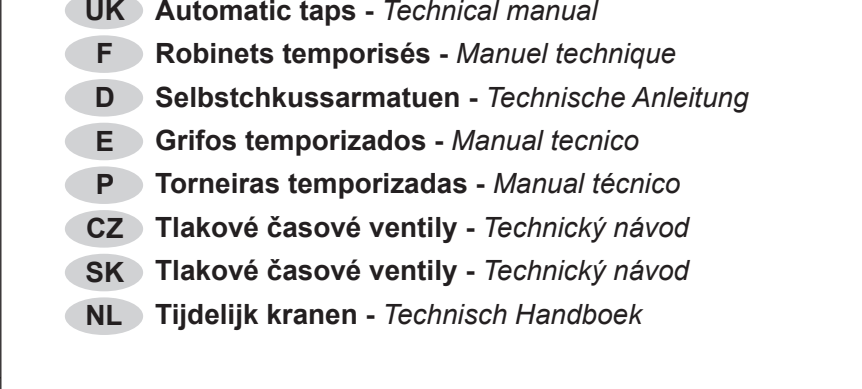 UK Automatic taps - Technical manual
F Robinets temporisés - Manuel technique
D Selbstchkussarmatuen - Technische Anleitung
E Grifos temporizados - Manual tecnico
P Torneiras temporizadas - Manual técnico
CZ Tlakové časové ventily - Technický návod
SK Tlakové časové ventily - Technický návod
NL Tijdelijk kranen - Technisch Handboek